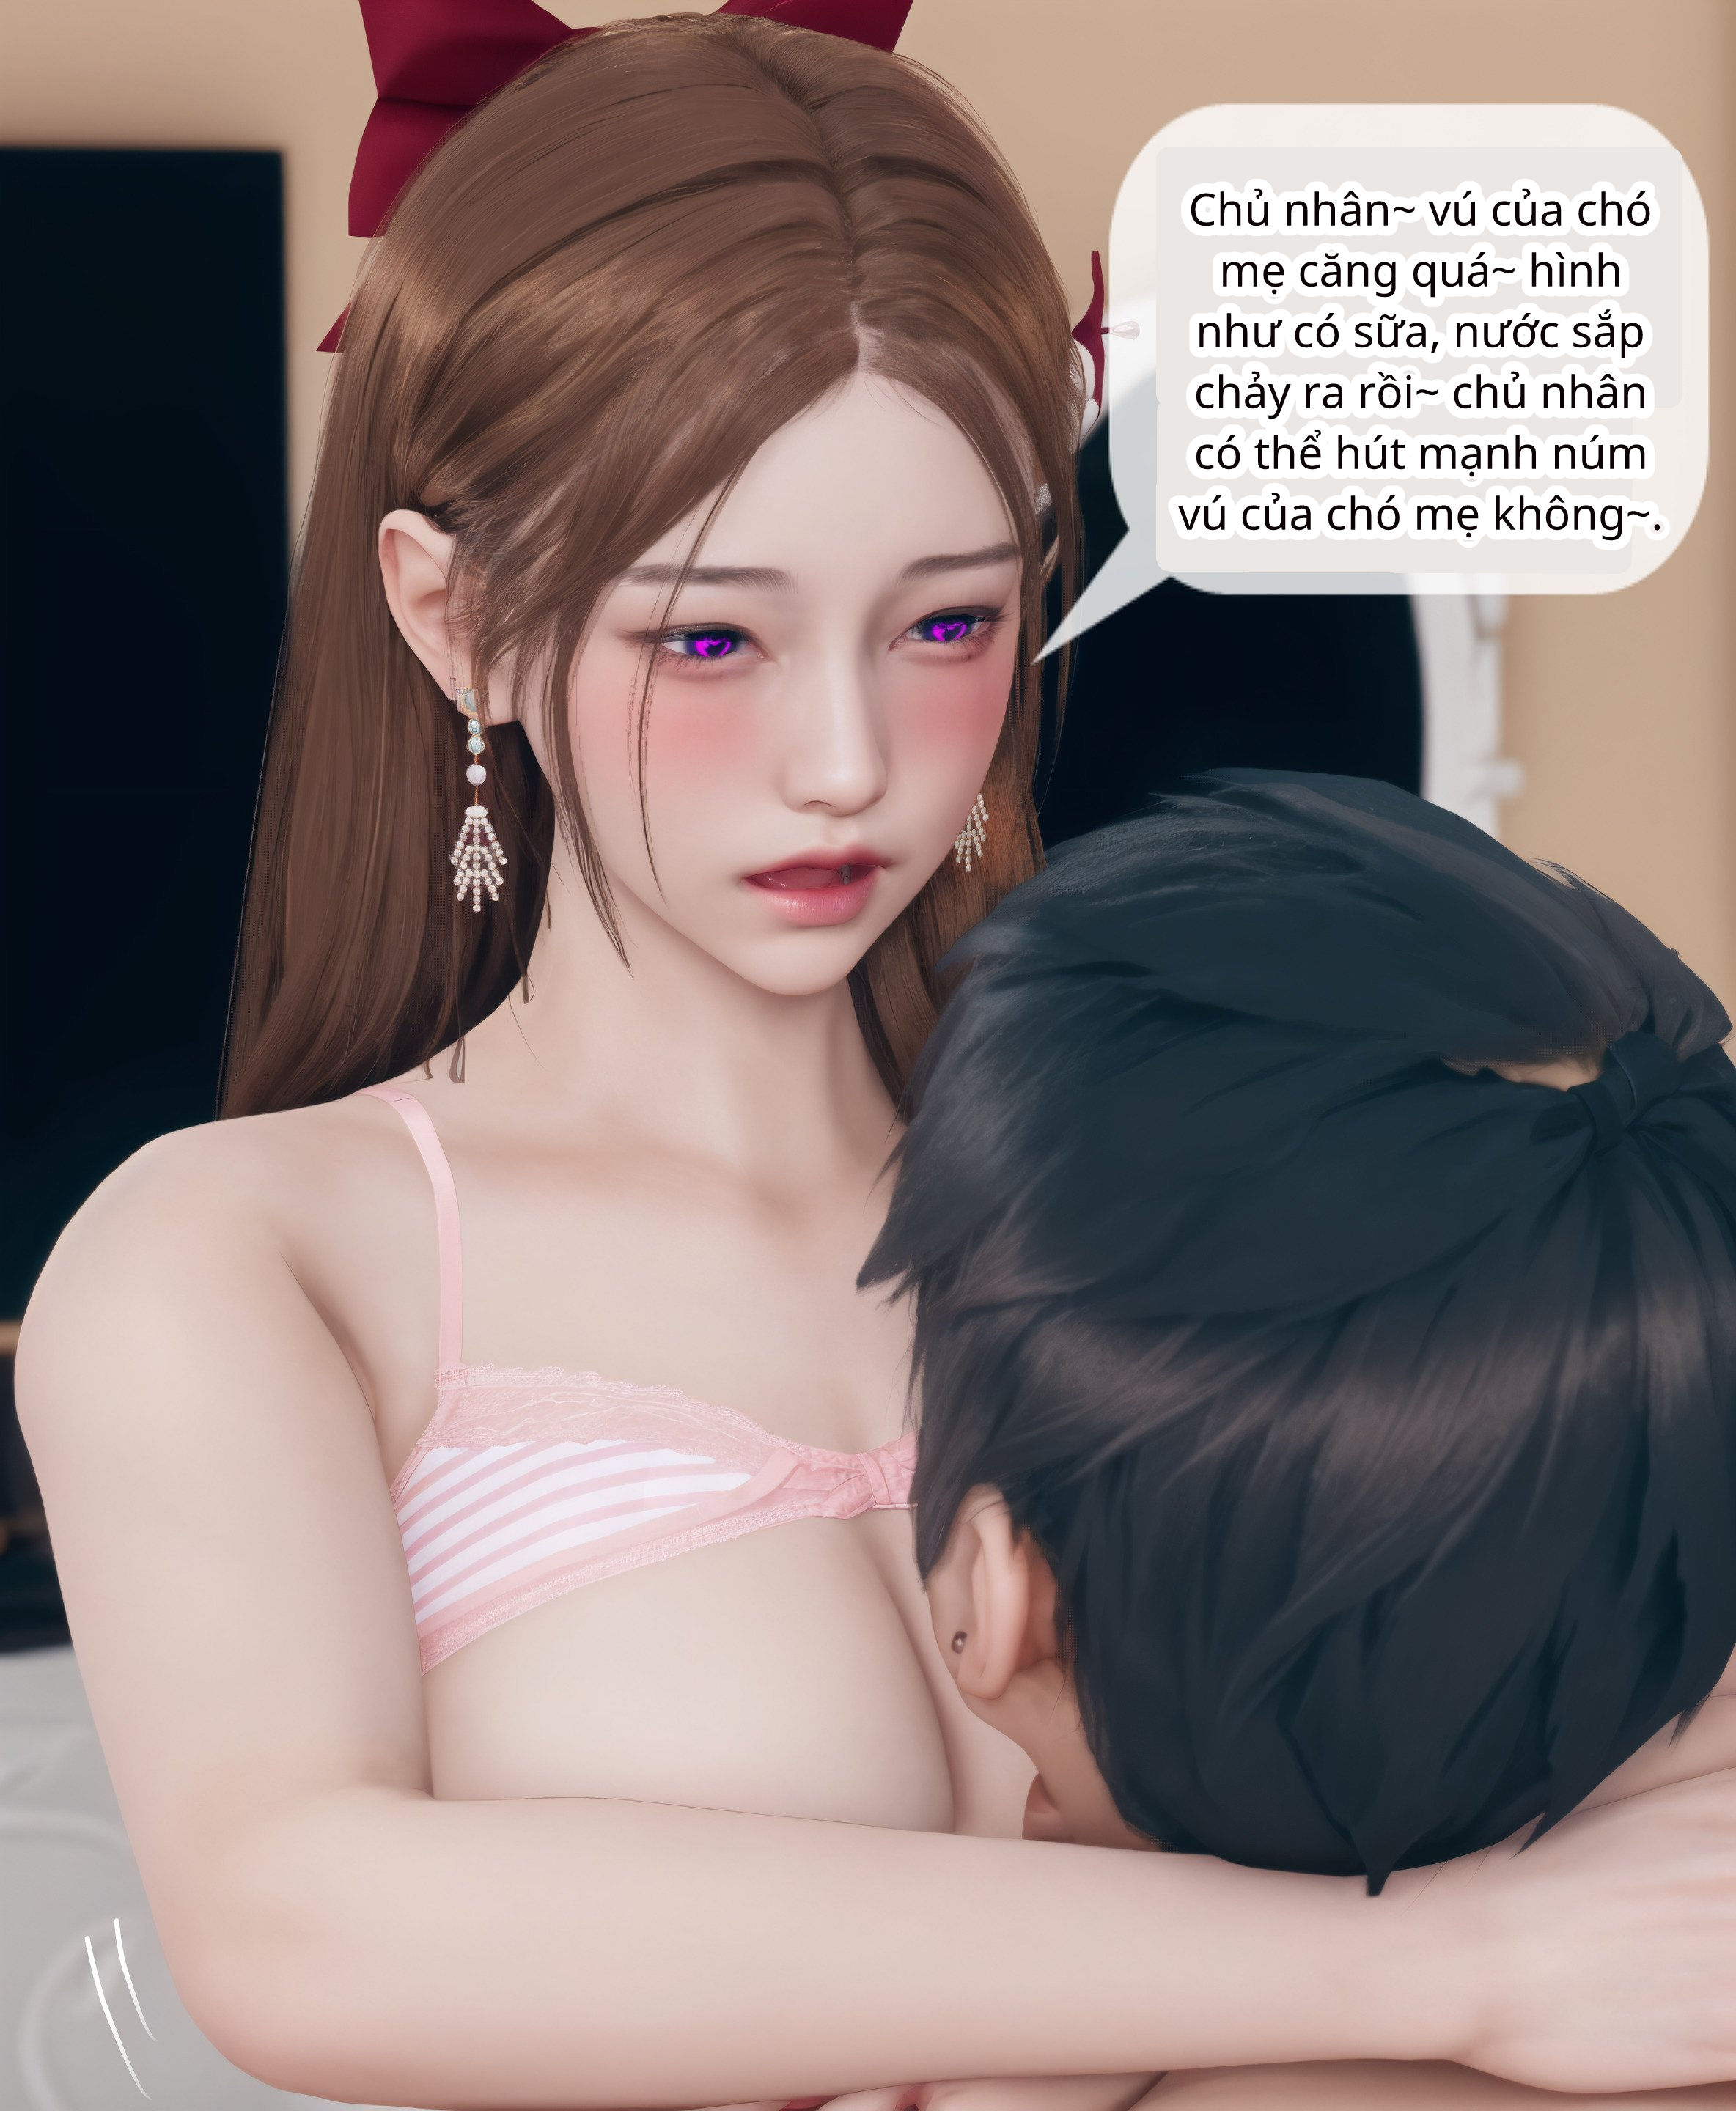 Chủ nhân~ vú của chó
mẹ căng quá~ hình
như có sữa, nước sắp
chảy ra rồi~ chủ nhân
có thể hút mạnh núm
vú của chó mẹ không~.